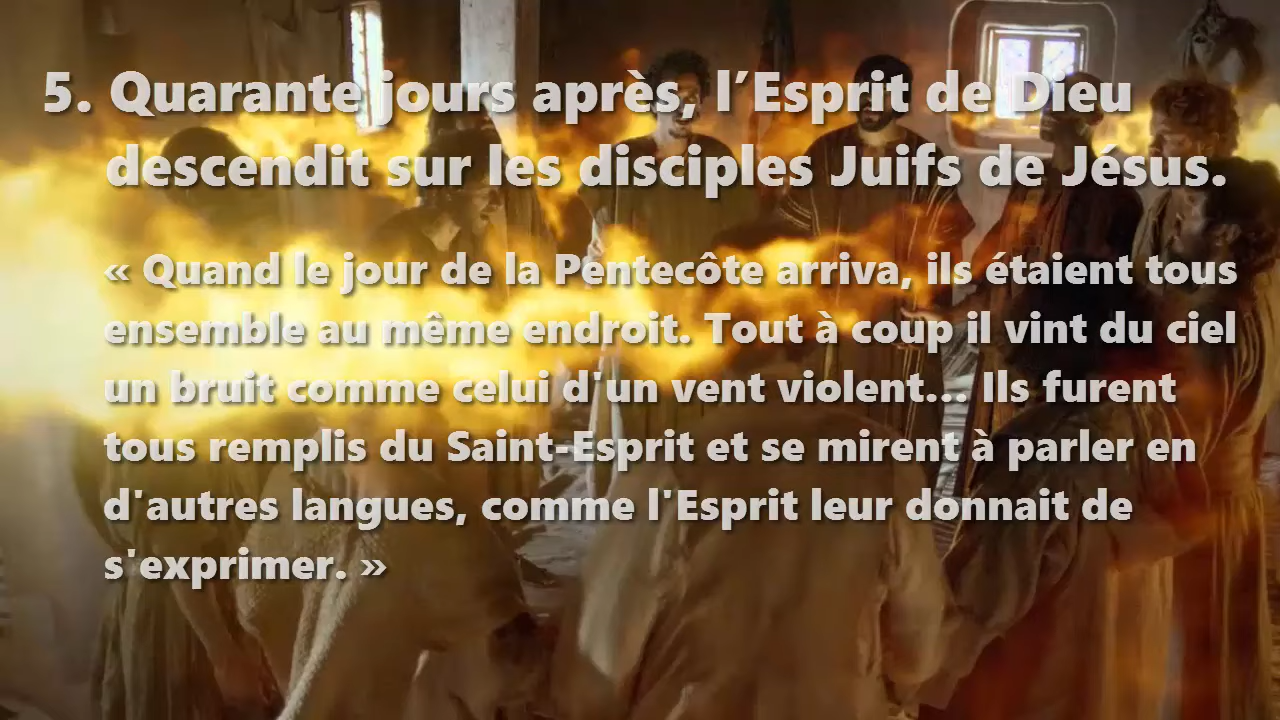 5. Quarante jours après, l’Esprit de Dieu
descendit sur les disciples Juifs de Jésus.
« Quand le jour de la Pentecôte arriva, ils étaient tous
ensemble au même endroit. Tout à coup il vint du ciel
un bruit comme celui d'un vent violent... Ils furent
tous remplis du Saint-Esprit et se mirent à parler en
d'autres langues, comme l'Esprit leur donnait de
s'exprimer. »